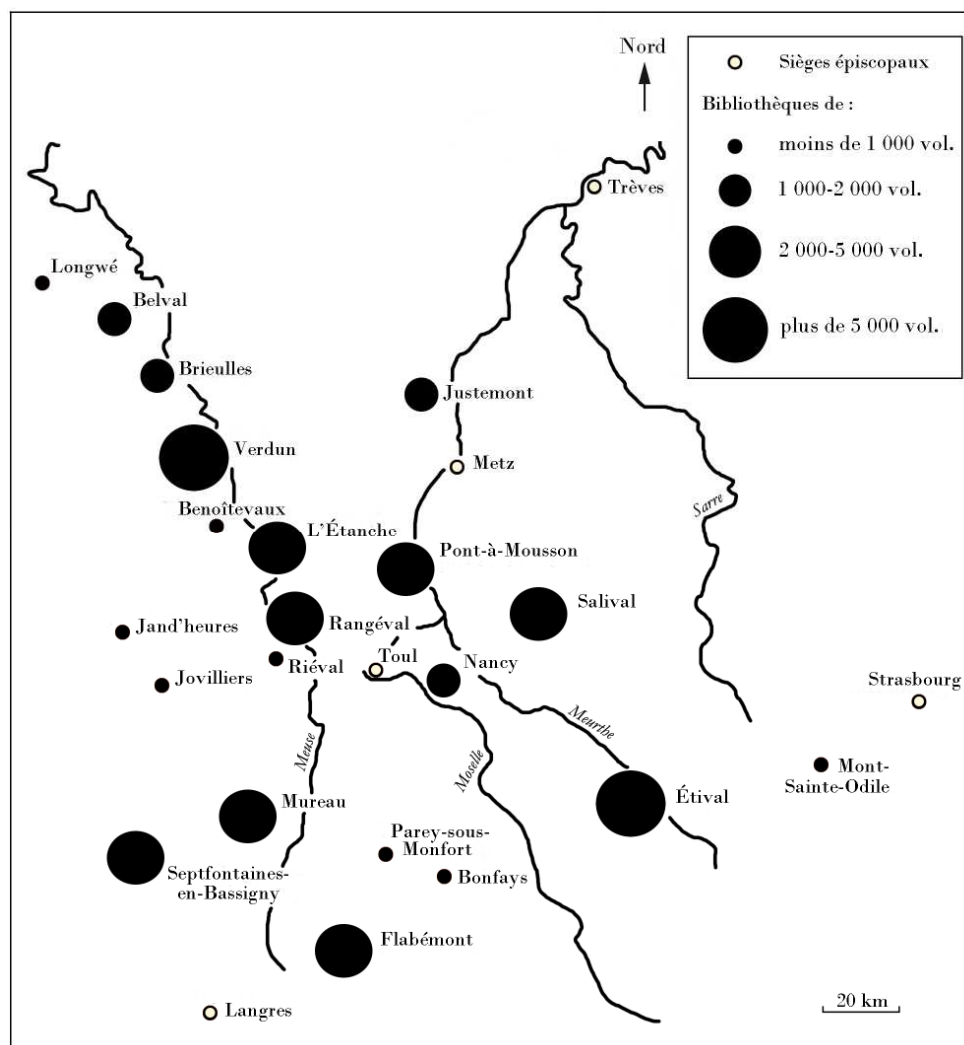 Nord
Sièges épiscopaux
Bibliothèques de :
moins de 1 000 vol.
1 000-2 000 vol.
2 000-5 000 vol.
plus de 5 000 vol.
Trèves
Longwé
Belval
Brieulles
Justemont
Verdun
Metz
Sarre
Benoîtevaux
L'Étanche
Pont-à-Mousson
Salival
Jand'heures
Rangéval
Toul
Riéval
Nancy
Jovilliers
Strasbourg
Meuse
Meurthe
Moselle
Mont-
Sainte-Odile
Mureau
Étival
Parey-sous-
Monfort
Septfontaines-
en-Bassigny
Bonfays
Flabémont
Langres
20 km